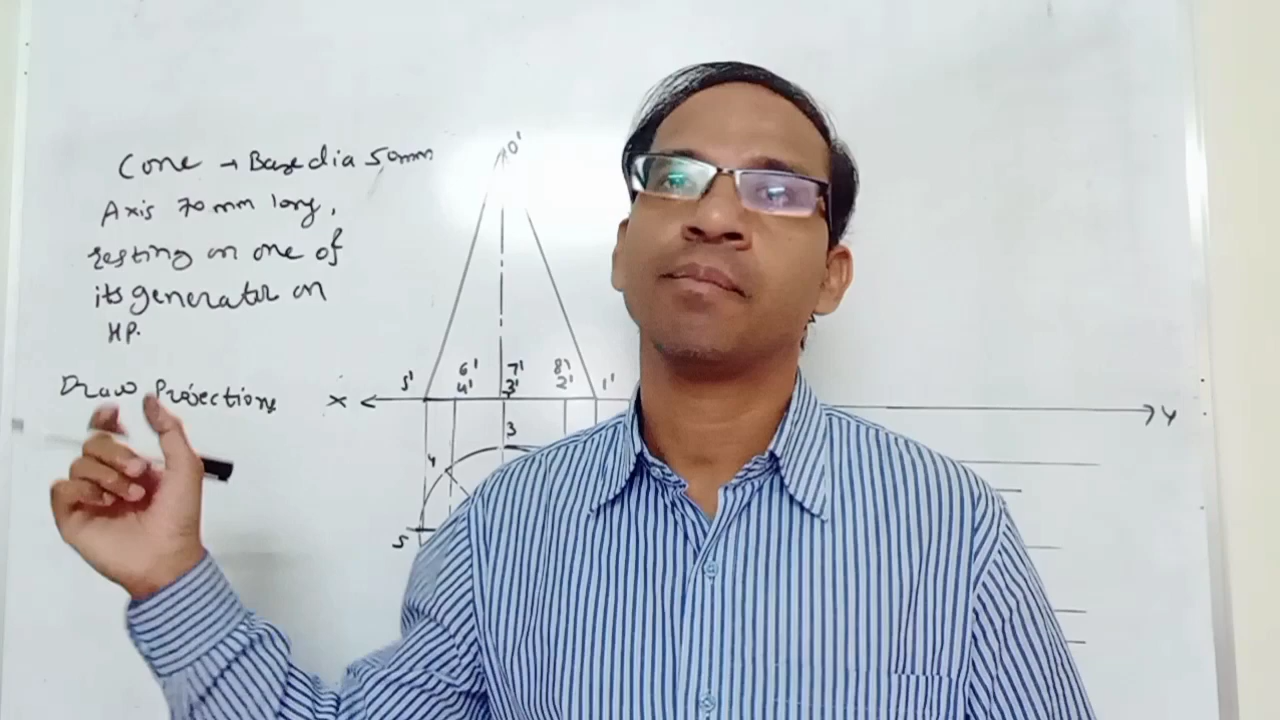 Cone → Base dia 50mm
Axis 70 mm long,
resting on one of
its generator on
HP.
Draw Projections
O'
5' 6' 7' 8' 1'
4' 3' 2'
X Y
3
4
5